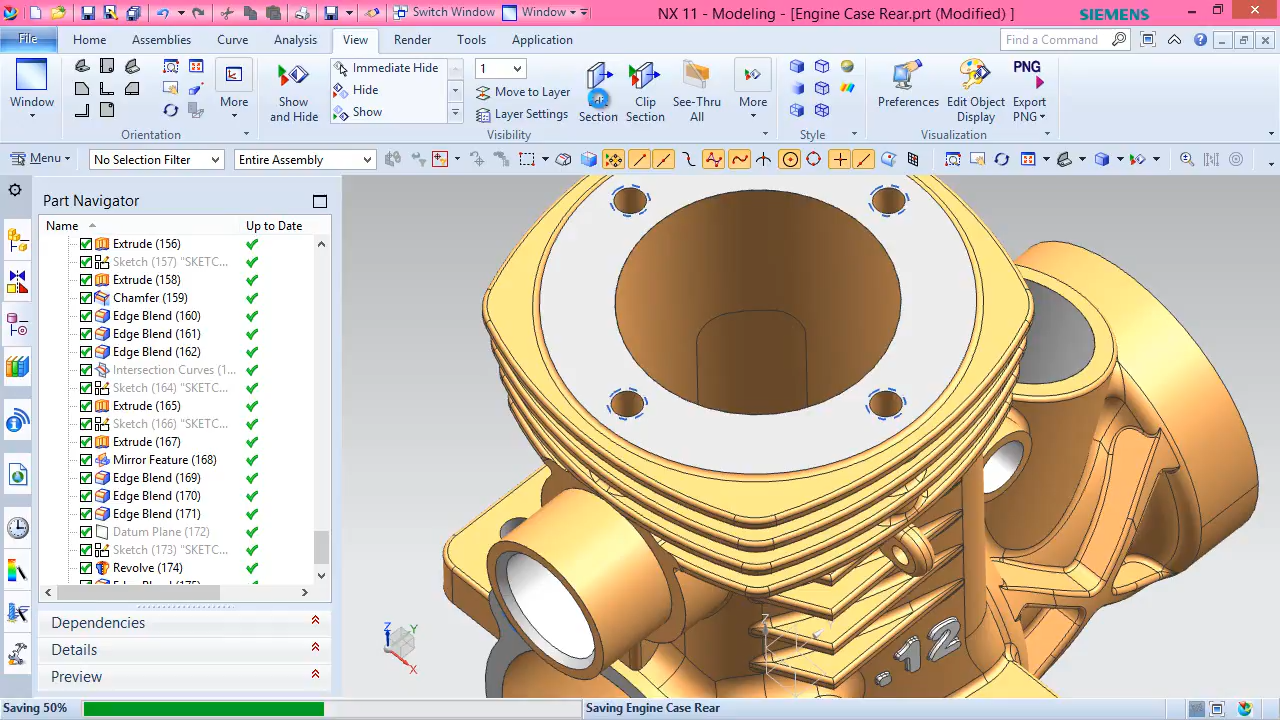 Switch Window Window NX 11 - Modeling - [Engine Case Rear.prt (Modified) ] SIEMENS
File Home Assemblies Curve Analysis View Render Tools Application Find a Command
Window
More
Orientation
Show and Hide
Immediate Hide
Hide
Show
1
Move to Layer
Layer Settings
Section
Clip Section
See-Thru All
More
Visibility
Style
Preferences
Edit Object Display
PNG
Export PNG
Visualization
Menu No Selection Filter Entire Assembly
Part Navigator
Name Up to Date
Extrude (156)
Sketch (157) "SKETC...
Extrude (158)
Chamfer (159)
Edge Blend (160)
Edge Blend (161)
Edge Blend (162)
Intersection Curves (1...
Sketch (164) "SKETC...
Extrude (165)
Sketch (166) "SKETC...
Extrude (167)
Mirror Feature (168)
Edge Blend (169)
Edge Blend (170)
Edge Blend (171)
Datum Plane (172)
Sketch (173) "SKETC...
Revolve (174)
Dependencies
Details
Preview
Z
Y
X
Z
.12
Saving 50% Saving Engine Case Rear